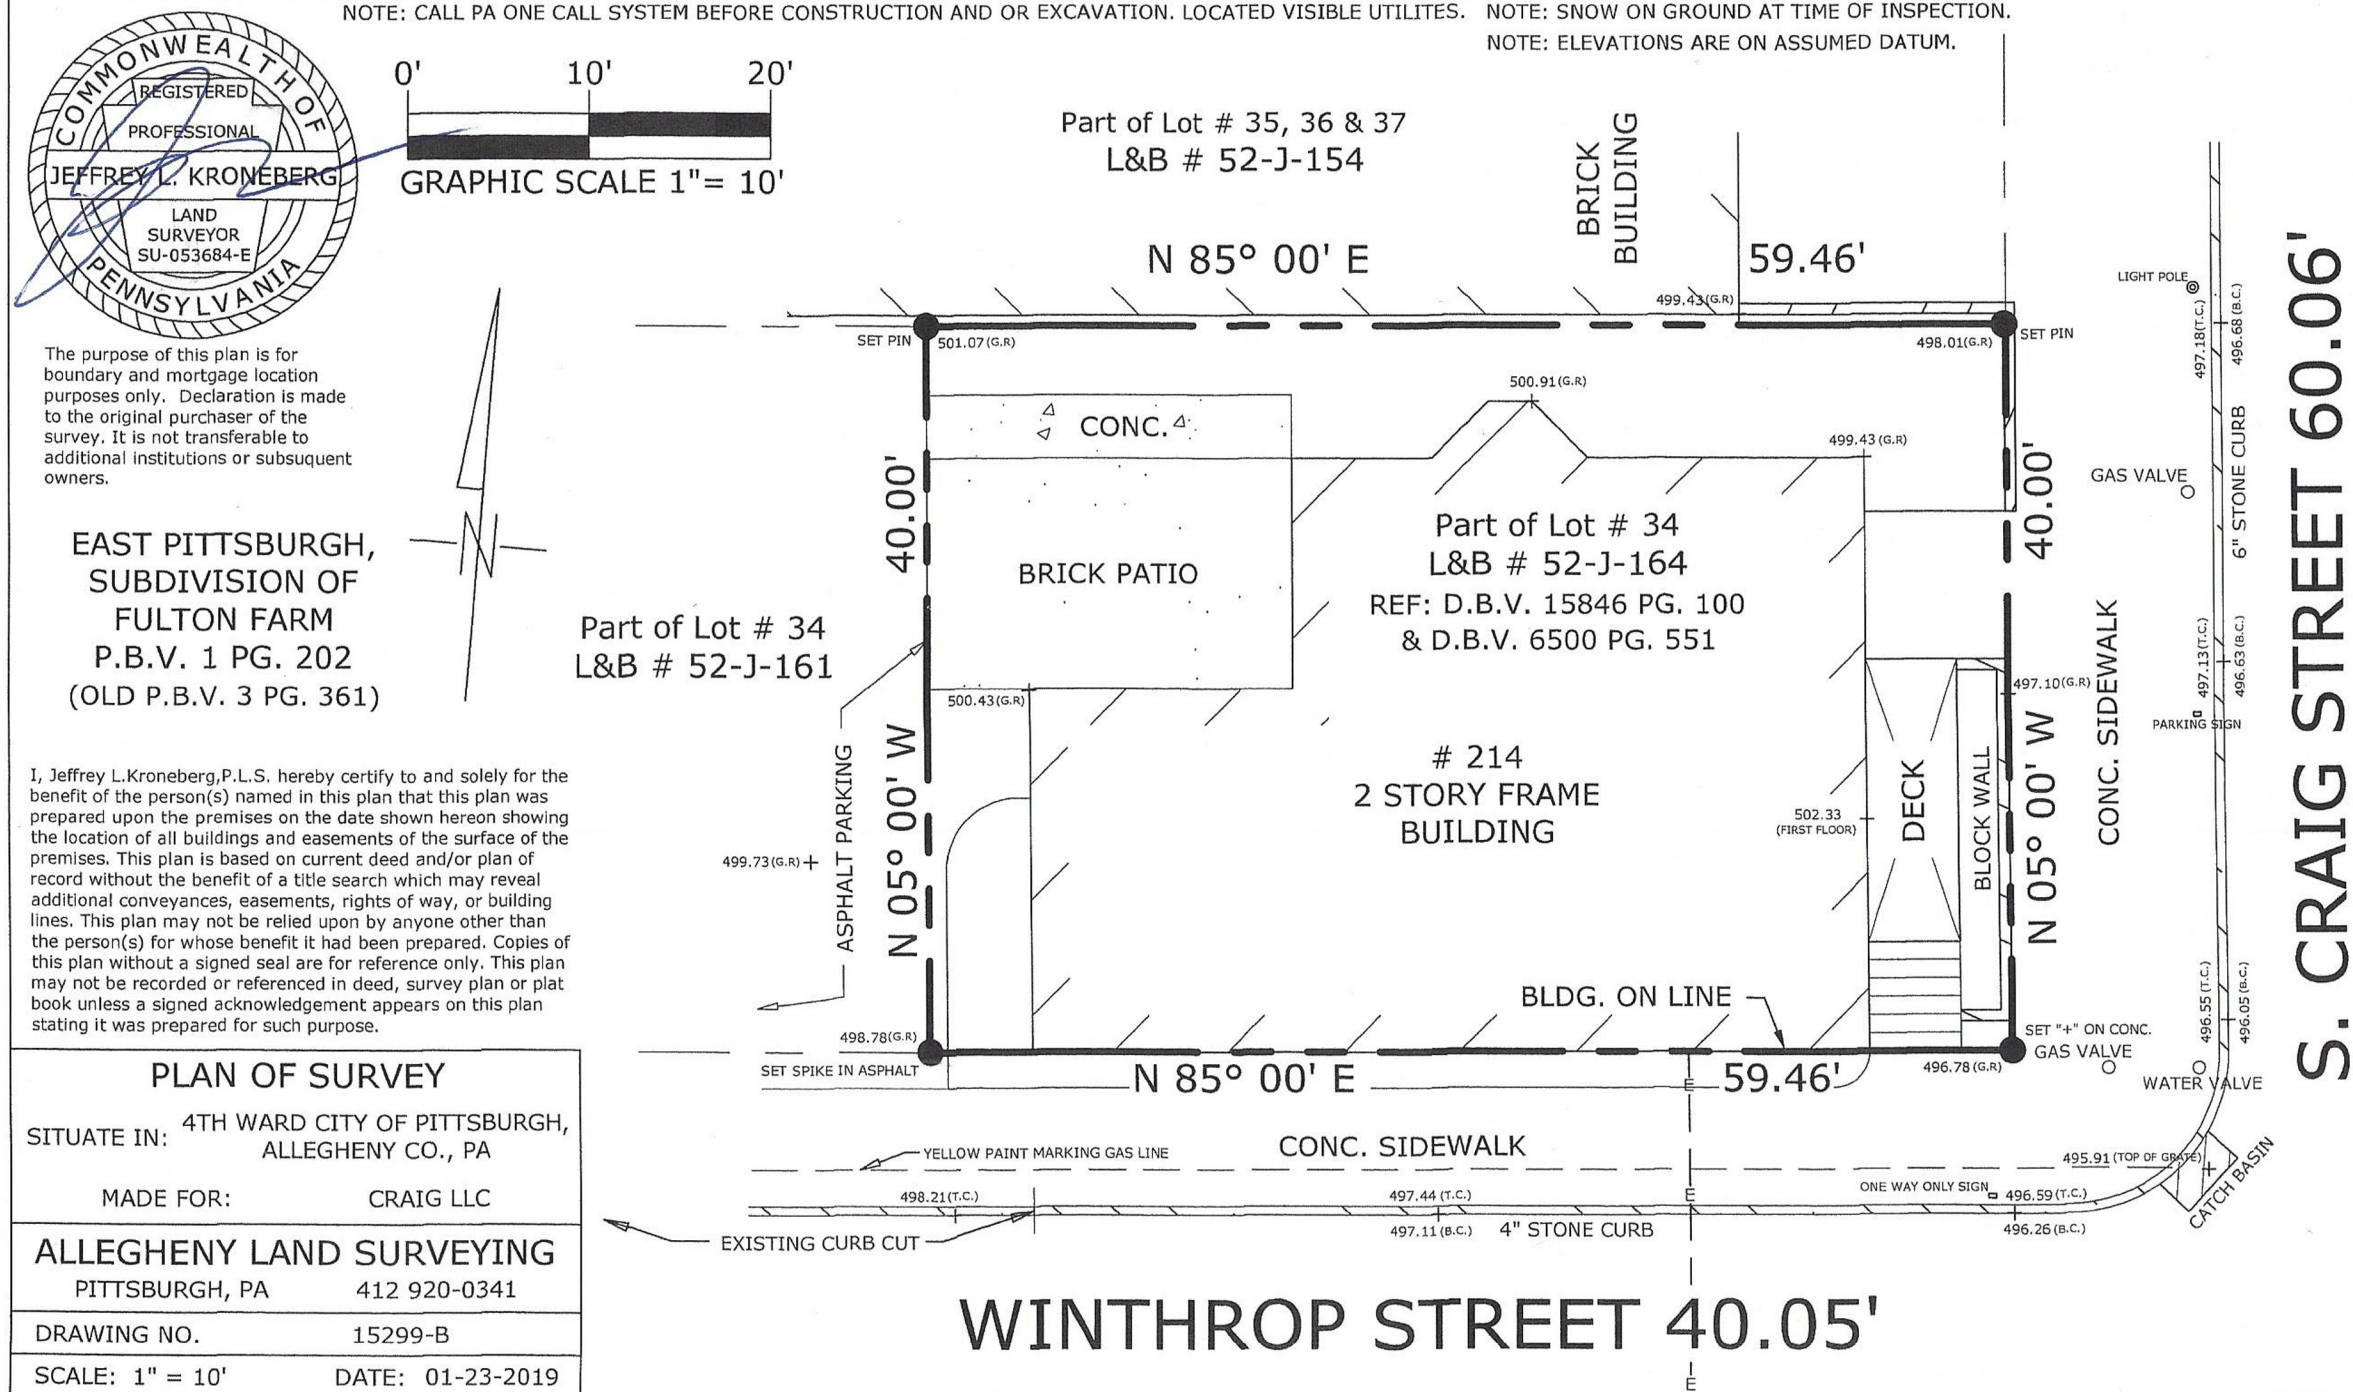 NOTE: CALL PA ONE CALL SYSTEM BEFORE CONSTRUCTION AND OR EXCAVATION. LOCATED VISIBLE UTILITES. NOTE: SNOW ON GROUND AT TIME OF INSPECTION.
NOTE: ELEVATIONS ARE ON ASSUMED DATUM.
COMMONWEALTH OF
REGISTERED
PROFESSIONAL
JEFFREY L. KRONEBERG
LAND
SURVEYOR
SU-053684-E
PENNSYLVANIA
0' 10' 20'
GRAPHIC SCALE 1"= 10'
Part of Lot # 35, 36 & 37
L&B # 52-J-154
BRICK
BUILDING
N 85° 00' E 59.46'
499.43(G.R)
LIGHT POLE
497.18(T.C.)
496.68 (B.C.)
SET PIN
501.07(G.R)
498.01(G.R)
SET PIN
The purpose of this plan is for
boundary and mortgage location
purposes only. Declaration is made
to the original purchaser of the
survey. It is not transferable to
additional institutions or subsuquent
owners.
N
EAST PITTSBURGH,
SUBDIVISION OF
FULTON FARM
P.B.V. 1 PG. 202
(OLD P.B.V. 3 PG. 361)
500.91(G.R)
CONC.
499.43 (G.R)
40.00'
BRICK PATIO
Part of Lot # 34
L&B # 52-J-164
REF: D.B.V. 15846 PG. 100
& D.B.V. 6500 PG. 551
40.00'
GAS VALVE
6" STONE CURB
S. CRAIG STREET 60.06'
Part of Lot # 34
L&B # 52-J-161
500.43(G.R)
497.10(G.R)
CONC. SIDEWALK
497.13(T.C.)
496.63 (B.C.)
PARKING SIGN
ASPHALT PARKING
N 05° 00' W
# 214
2 STORY FRAME
BUILDING
502.33
(FIRST FLOOR)
DECK
BLOCK WALL
N 05° 00' W
499.73(G.R)
I, Jeffrey L.Kroneberg,P.L.S. hereby certify to and solely for the
benefit of the person(s) named in this plan that this plan was
prepared upon the premises on the date shown hereon showing
the location of all buildings and easements of the surface of the
premises. This plan is based on current deed and/or plan of
record without the benefit of a title search which may reveal
additional conveyances, easements, rights of way, or building
lines. This plan may not be relied upon by anyone other than
the person(s) for whose benefit it had been prepared. Copies of
this plan without a signed seal are for reference only. This plan
may not be recorded or referenced in deed, survey plan or plat
book unless a signed acknowledgement appears on this plan
stating it was prepared for such purpose.
BLDG. ON LINE
496.55 (T.C.)
496.05 (B.C.)
498.78(G.R)
SET SPIKE IN ASPHALT
N 85° 00' E
E
59.46'
496.78 (G.R)
SET "+" ON CONC.
GAS VALVE
WATER VALVE
YELLOW PAINT MARKING GAS LINE
CONC. SIDEWALK
495.91 (TOP OF GRATE)
CATCH BASIN
498.21(T.C.)
497.44 (T.C.)
E
ONE WAY ONLY SIGN
496.59(T.C.)
EXISTING CURB CUT
497.11(B.C.)
4" STONE CURB
496.26(B.C.)
WINTHROP STREET 40.05'
E
PLAN OF SURVEY
SITUATE IN: 4TH WARD CITY OF PITTSBURGH,
ALLEGHENY CO., PA
MADE FOR: CRAIG LLC
ALLEGHENY LAND SURVEYING
PITTSBURGH, PA 412 920-0341
DRAWING NO. 15299-B
SCALE: 1" = 10' DATE: 01-23-2019